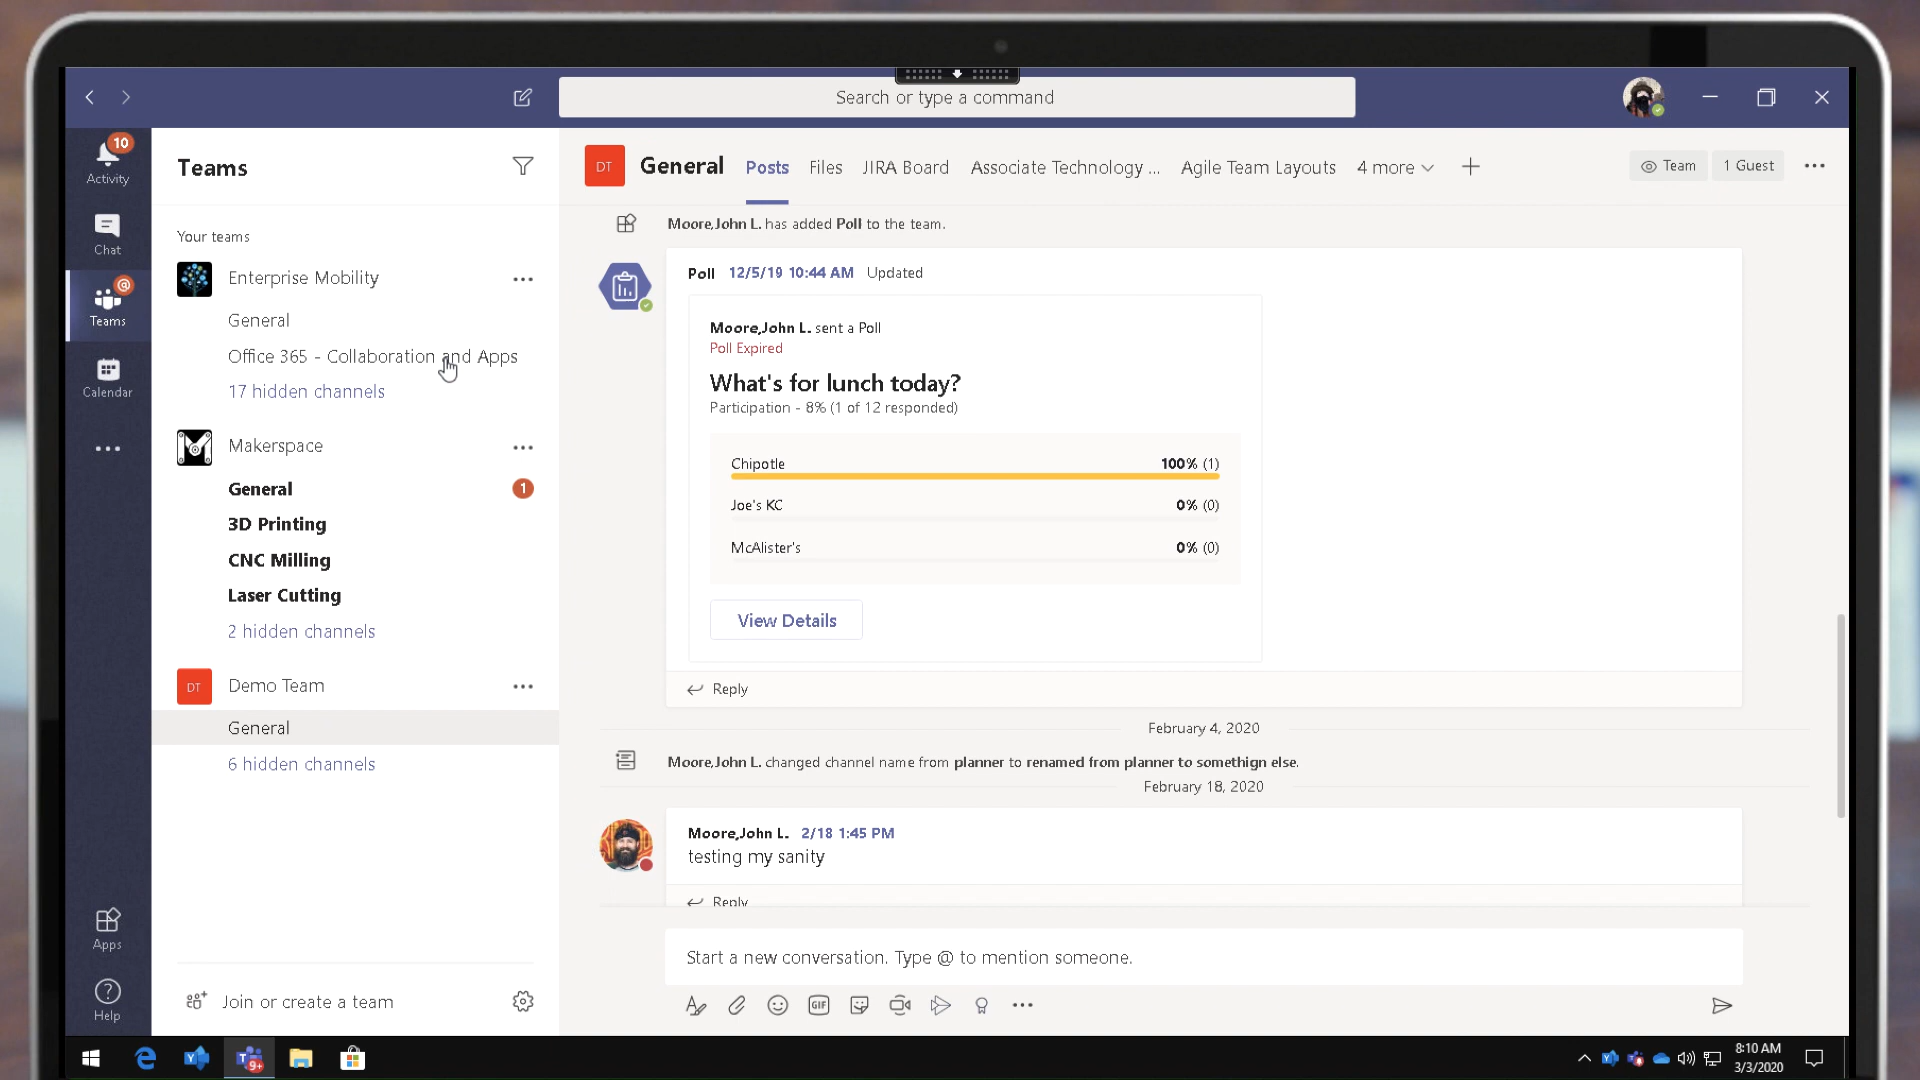 Search or type a command
10
Activity
Chat
@
Teams
Calendar
Apps
Help
Teams
Your teams
Enterprise Mobility
General
Office 365 - Collaboration and Apps
17 hidden channels
Makerspace
General 1
3D Printing
CNC Milling
Laser Cutting
2 hidden channels
DT Demo Team
General
6 hidden channels
Join or create a team
DT General Posts Files JIRA Board Associate Technology ... Agile Team Layouts 4 more Team 1 Guest
Moore,John L. has added Poll to the team.
Poll 12/5/19 10:44 AM Updated
Moore,John L. sent a Poll
Poll Expired
What's for lunch today?
Participation - 8% (1 of 12 responded)
Chipotle 100% (1)
Joe's KC 0% (0)
McAlister's 0% (0)
View Details
Reply
February 4, 2020
Moore,John L. changed channel name from planner to renamed from planner to somethign else.
February 18, 2020
Moore,John L. 2/18 1:45 PM
testing my sanity
Reply
Start a new conversation. Type @ to mention someone.
GIF
9+
8:10 AM
3/3/2020